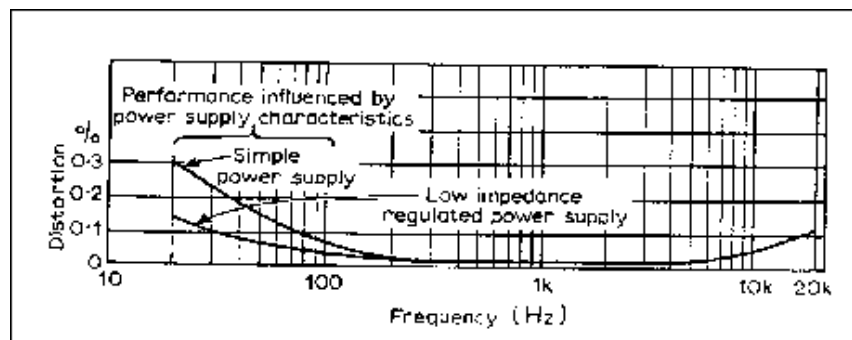 Performance influenced by
power supply characteristics
Simple
power supply
Low impedance
regulated power supply
Distortion %
0·3
0·2
0·1
0
10
100
1k
10k
20k
Frequency (Hz)